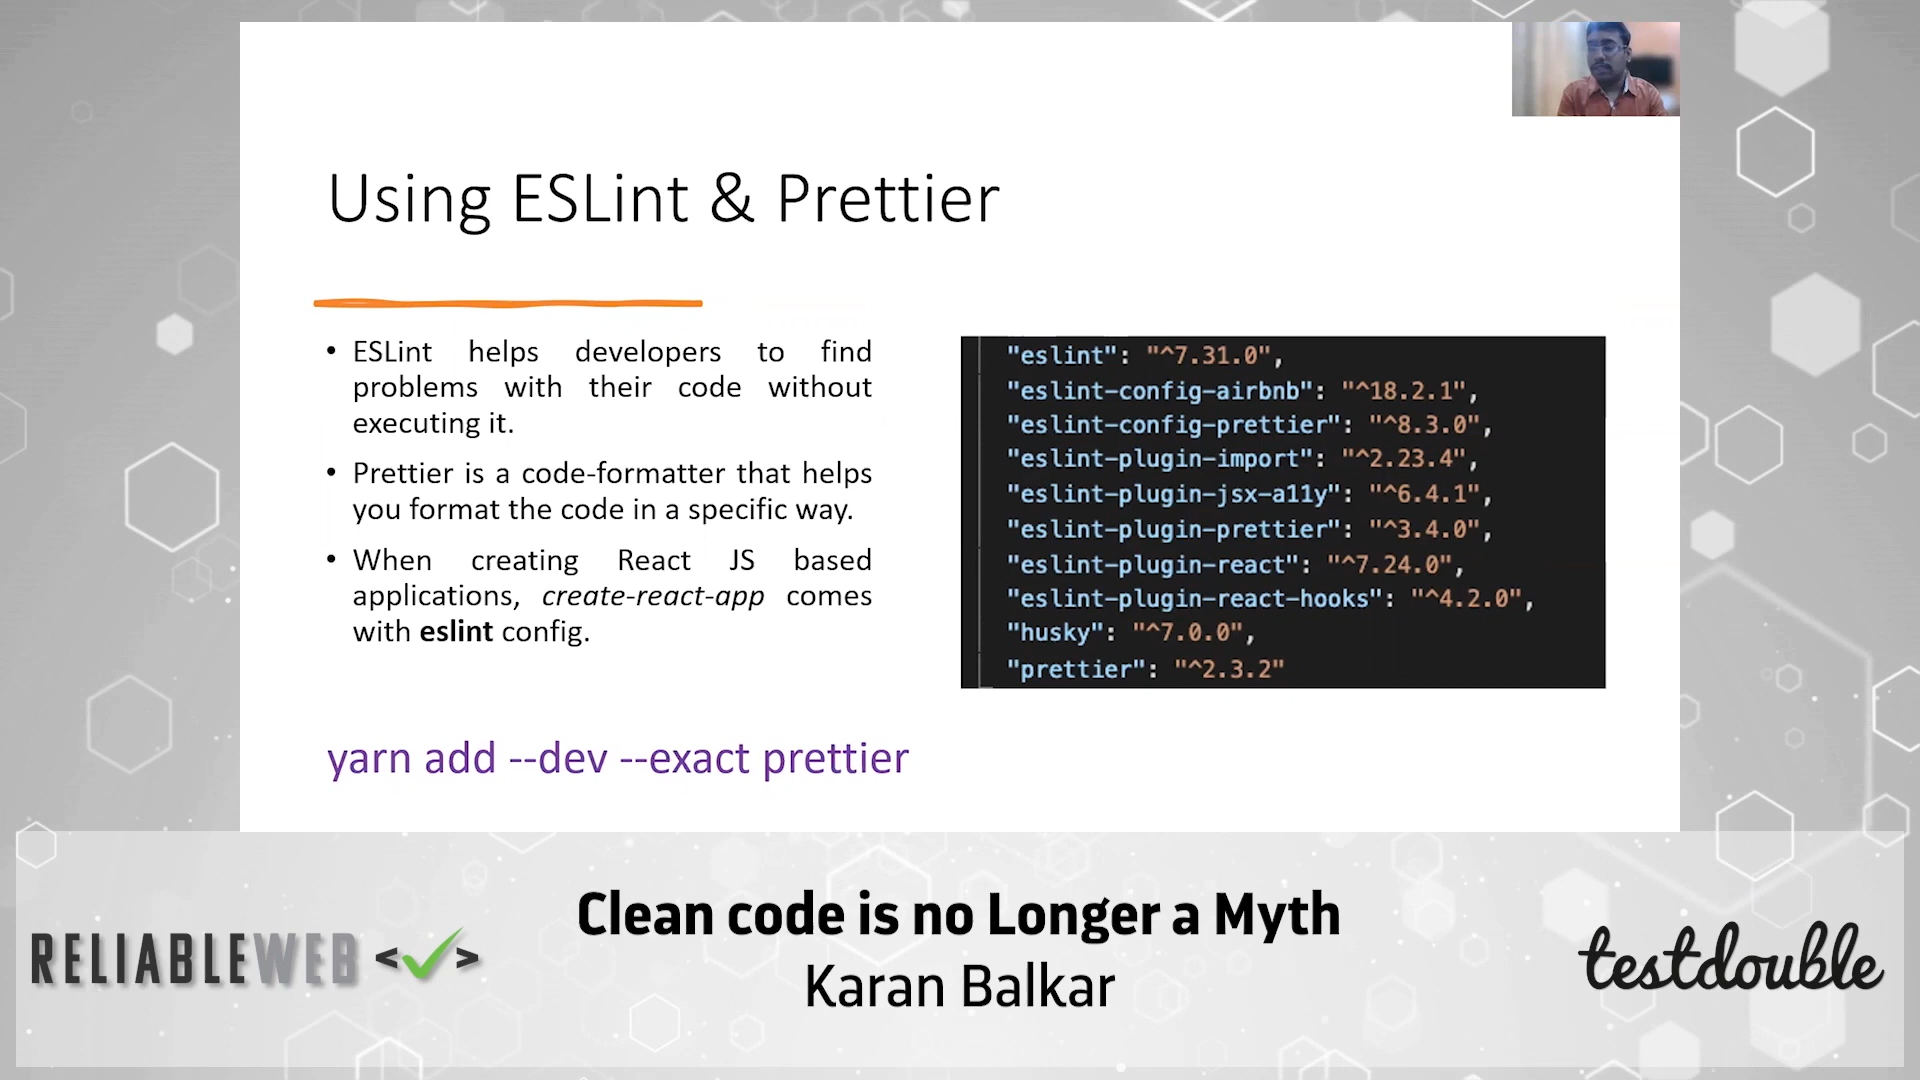 Using ESLint & Prettier
• ESLint helps developers to find
problems with their code without
executing it.
• Prettier is a code-formatter that helps
you format the code in a specific way.
• When creating React JS based
applications, create-react-app comes
with eslint config.
yarn add --dev --exact prettier
"eslint": "^7.31.0",
"eslint-config-airbnb": "^18.2.1",
"eslint-config-prettier": "^8.3.0",
"eslint-plugin-import": "^2.23.4",
"eslint-plugin-jsx-a11y": "^6.4.1",
"eslint-plugin-prettier": "^3.4.0",
"eslint-plugin-react": "^7.24.0",
"eslint-plugin-react-hooks": "^4.2.0",
"husky": "^7.0.0",
"prettier": "^2.3.2"
RELIABLEWEB < >
Clean code is no Longer a Myth
Karan Balkar
testdouble